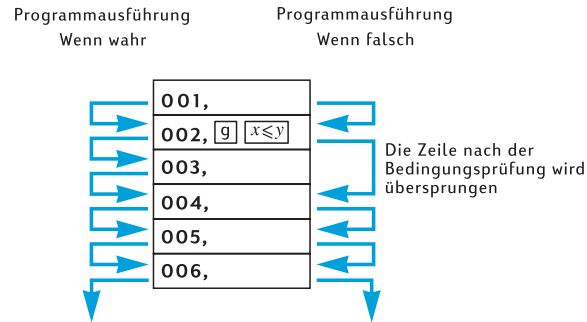 Programmausführung
Wenn wahr
Programmausführung
Wenn falsch
001,
002, g x≤y
003,
004,
005,
006,
Die Zeile nach der
Bedingungsprüfung wird
übersprungen